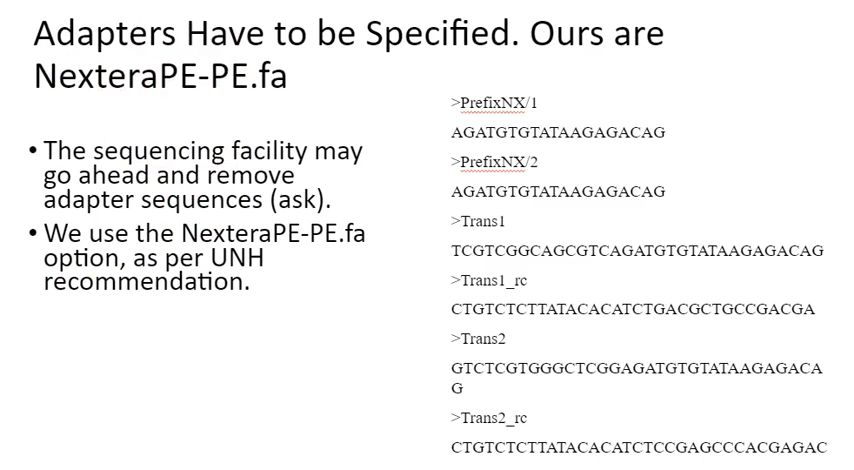 Adapters Have to be Specified. Ours are
NexteraPE-PE.fa
• The sequencing facility may
go ahead and remove
adapter sequences (ask).
• We use the NexteraPE-PE.fa
option, as per UNH
recommendation.
>PrefixNX/1
AGATGTGTATAAGAGACAG
>PrefixNX/2
AGATGTGTATAAGAGACAG
>Trans1
TCGTCGGCAGCGTCAGATGTGTATAAGAGACAG
>Trans1_rc
CTGTCTCTTATACACATCTGACGCTGCCGACGA
>Trans2
GTCTCGTGGGCTCGGAGATGTGTATAAGAGACA
G
>Trans2_rc
CTGTCTCTTATACACATCTCCGAGCCCACGAGAC